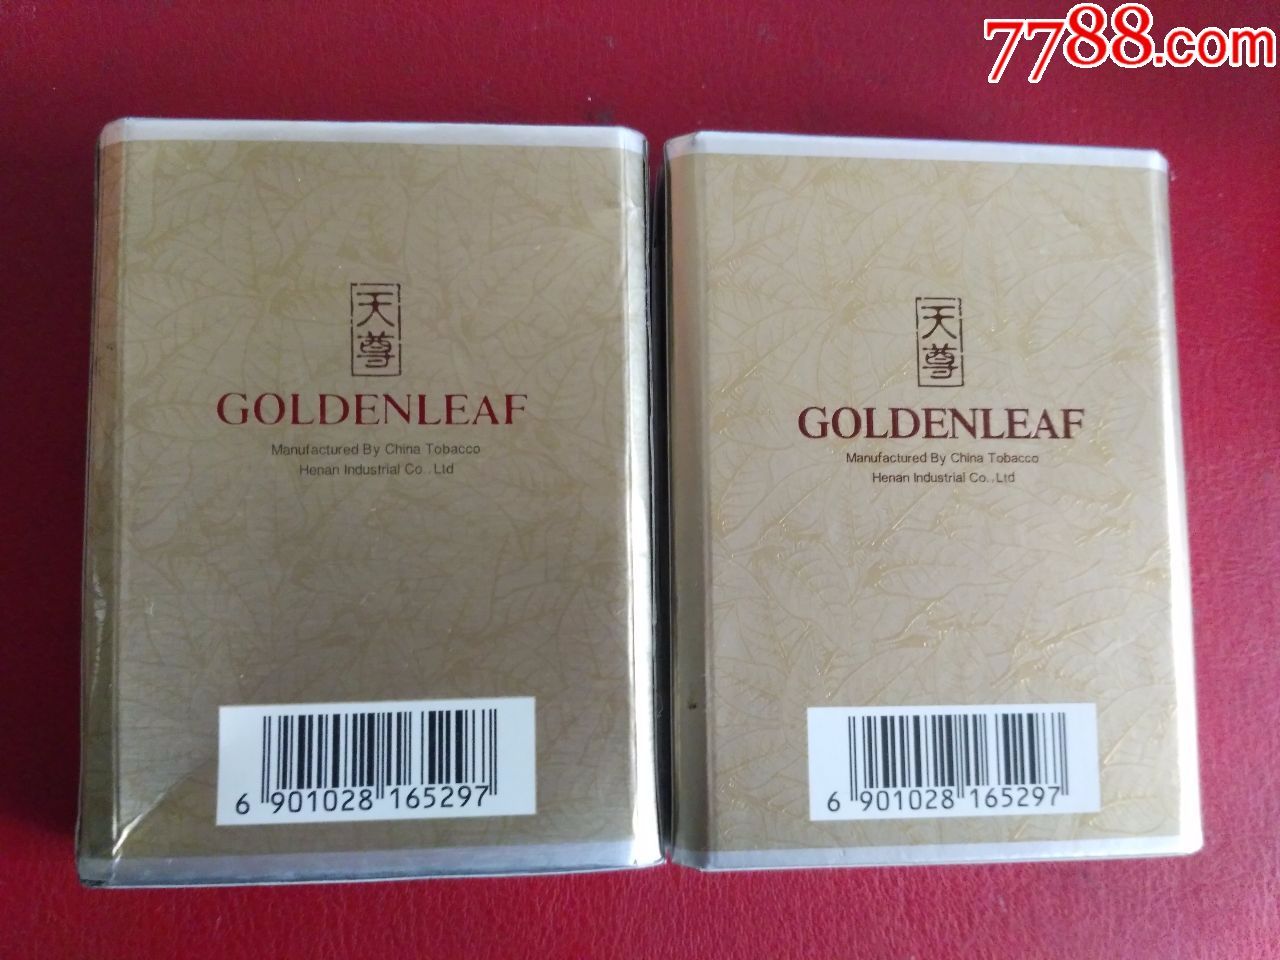 7788.com
天尊
GOLDENLEAF
Manufactured By China Tobacco
Henan Industrial Co.,Ltd
6 901028 165297
天尊
GOLDENLEAF
Manufactured By China Tobacco
Henan Industrial Co.,Ltd
6 901028 165297